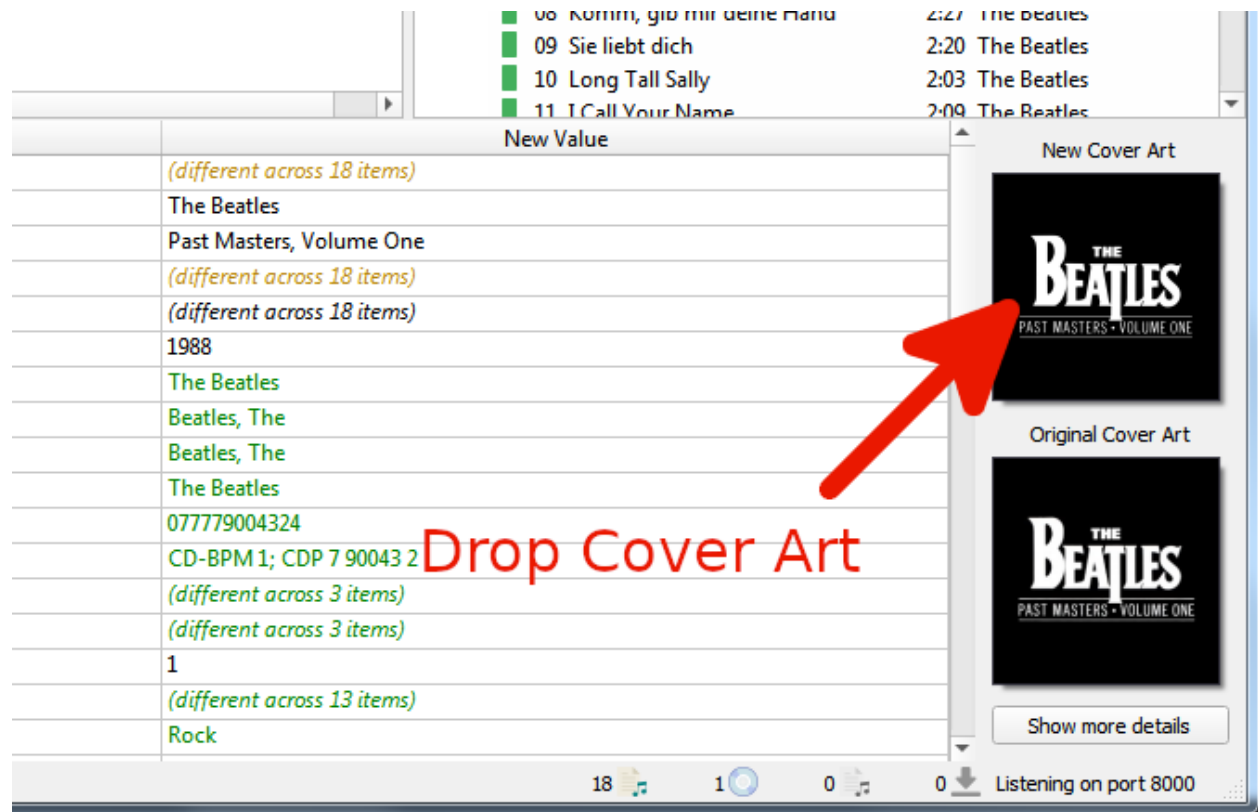 08 Komm, gib mir deine Hand 2:27 The Beatles
09 Sie liebt dich 2:20 The Beatles
10 Long Tall Sally 2:03 The Beatles
11 I Call Your Name 2:09 The Beatles
New Value
(different across 18 items)
The Beatles
Past Masters, Volume One
(different across 18 items)
(different across 18 items)
1988
The Beatles
Beatles, The
Beatles, The
The Beatles
077779004324
CD-BPM 1; CDP 7 90043 2
(different across 3 items)
(different across 3 items)
1
(different across 13 items)
Rock
Drop Cover Art
New Cover Art
THE
BEATLES
PAST MASTERS • VOLUME ONE
Original Cover Art
THE
BEATLES
PAST MASTERS • VOLUME ONE
Show more details
18 1 0 0 Listening on port 8000